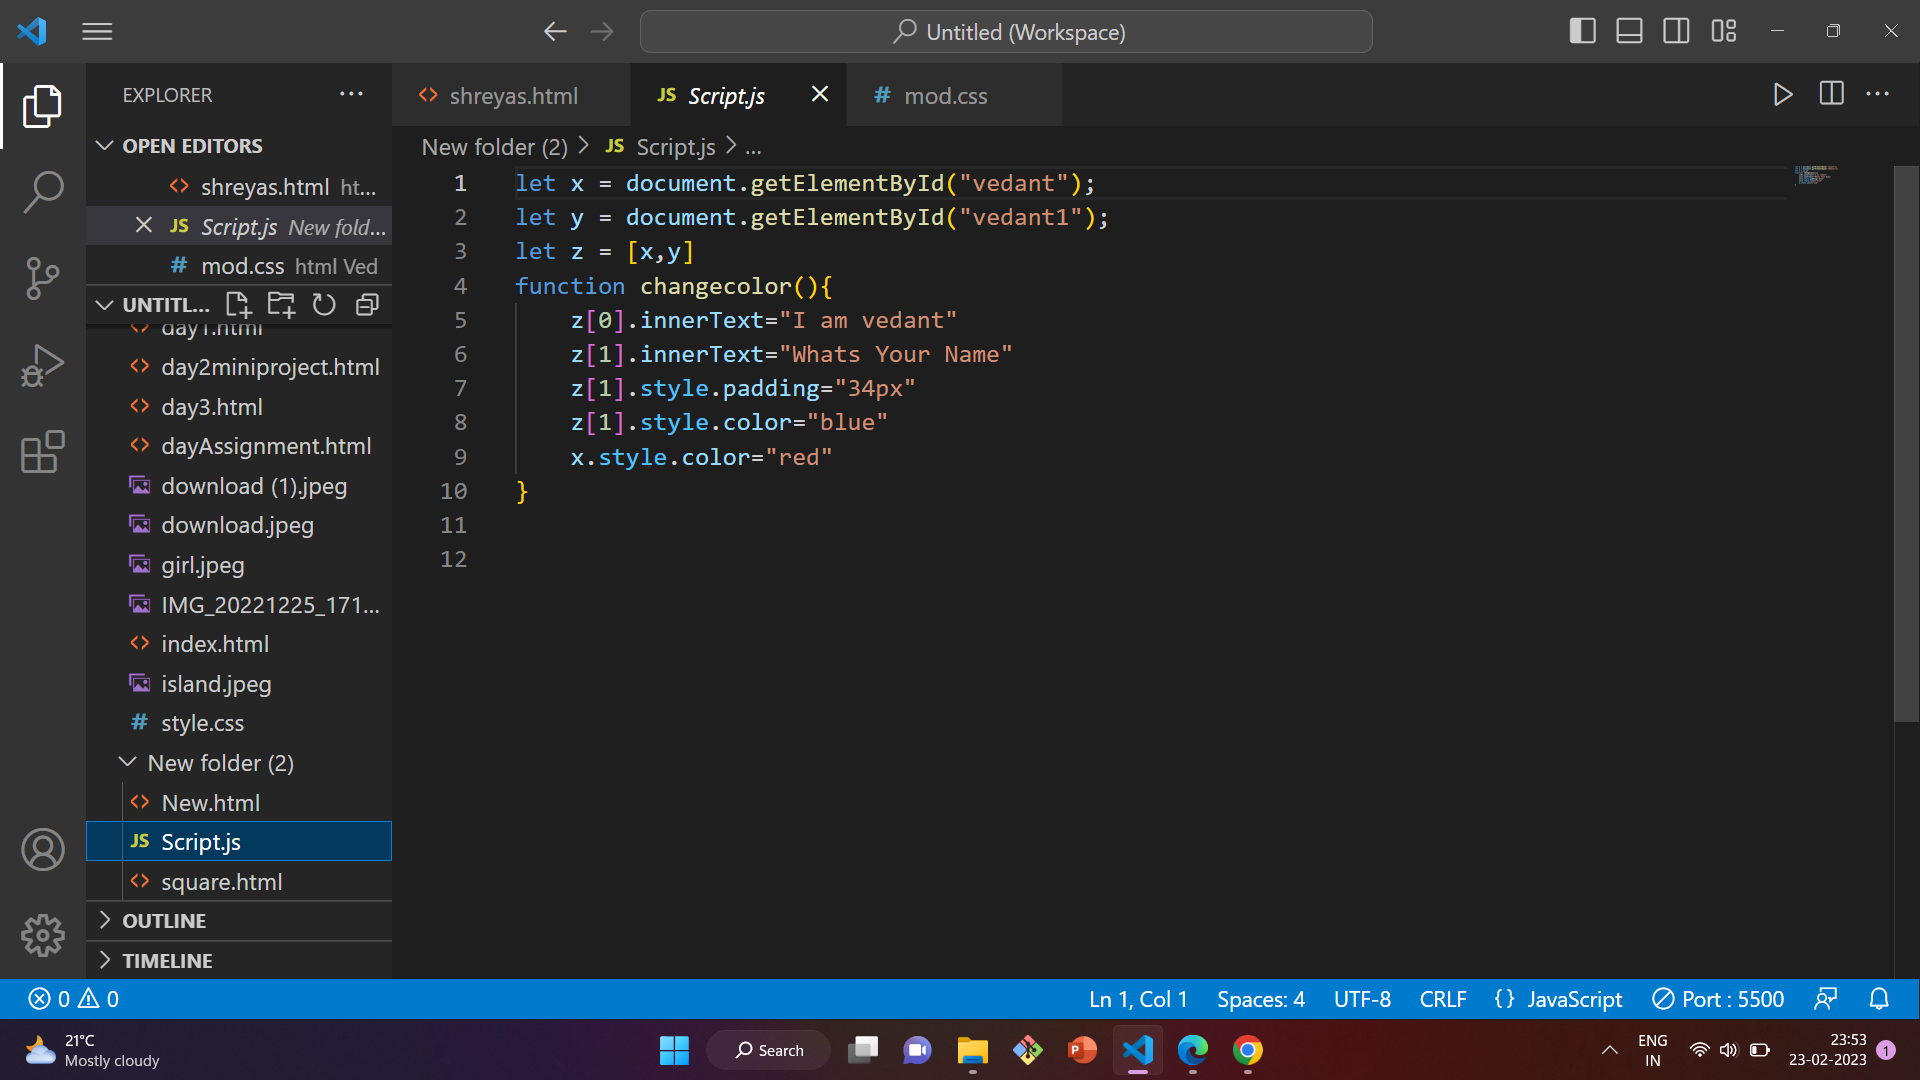 Untitled (Workspace)
EXPLORER
shreyas.html
JS Script.js
# mod.css
OPEN EDITORS
shreyas.html ht...
JS Script.js New fold...
# mod.css html Ved
UNTITL...
day1.html
day2miniproject.html
day3.html
dayAssignment.html
download (1).jpeg
download.jpeg
girl.jpeg
IMG_20221225_171...
index.html
island.jpeg
# style.css
New folder (2)
New.html
JS Script.js
square.html
OUTLINE
TIMELINE
New folder (2) > JS Script.js > ...
1 let x = document.getElementById("vedant");
2 let y = document.getElementById("vedant1");
3 let z = [x,y]
4 function changecolor(){
5 z[0].innerText="I am vedant"
6 z[1].innerText="Whats Your Name"
7 z[1].style.padding="34px"
8 z[1].style.color="blue"
9 x.style.color="red"
10 }
11
12
0 0
Ln 1, Col 1 Spaces: 4 UTF-8 CRLF {} JavaScript Port : 5500
21°C
Mostly cloudy
Search
P
ENG
IN
23:53
23-02-2023
1